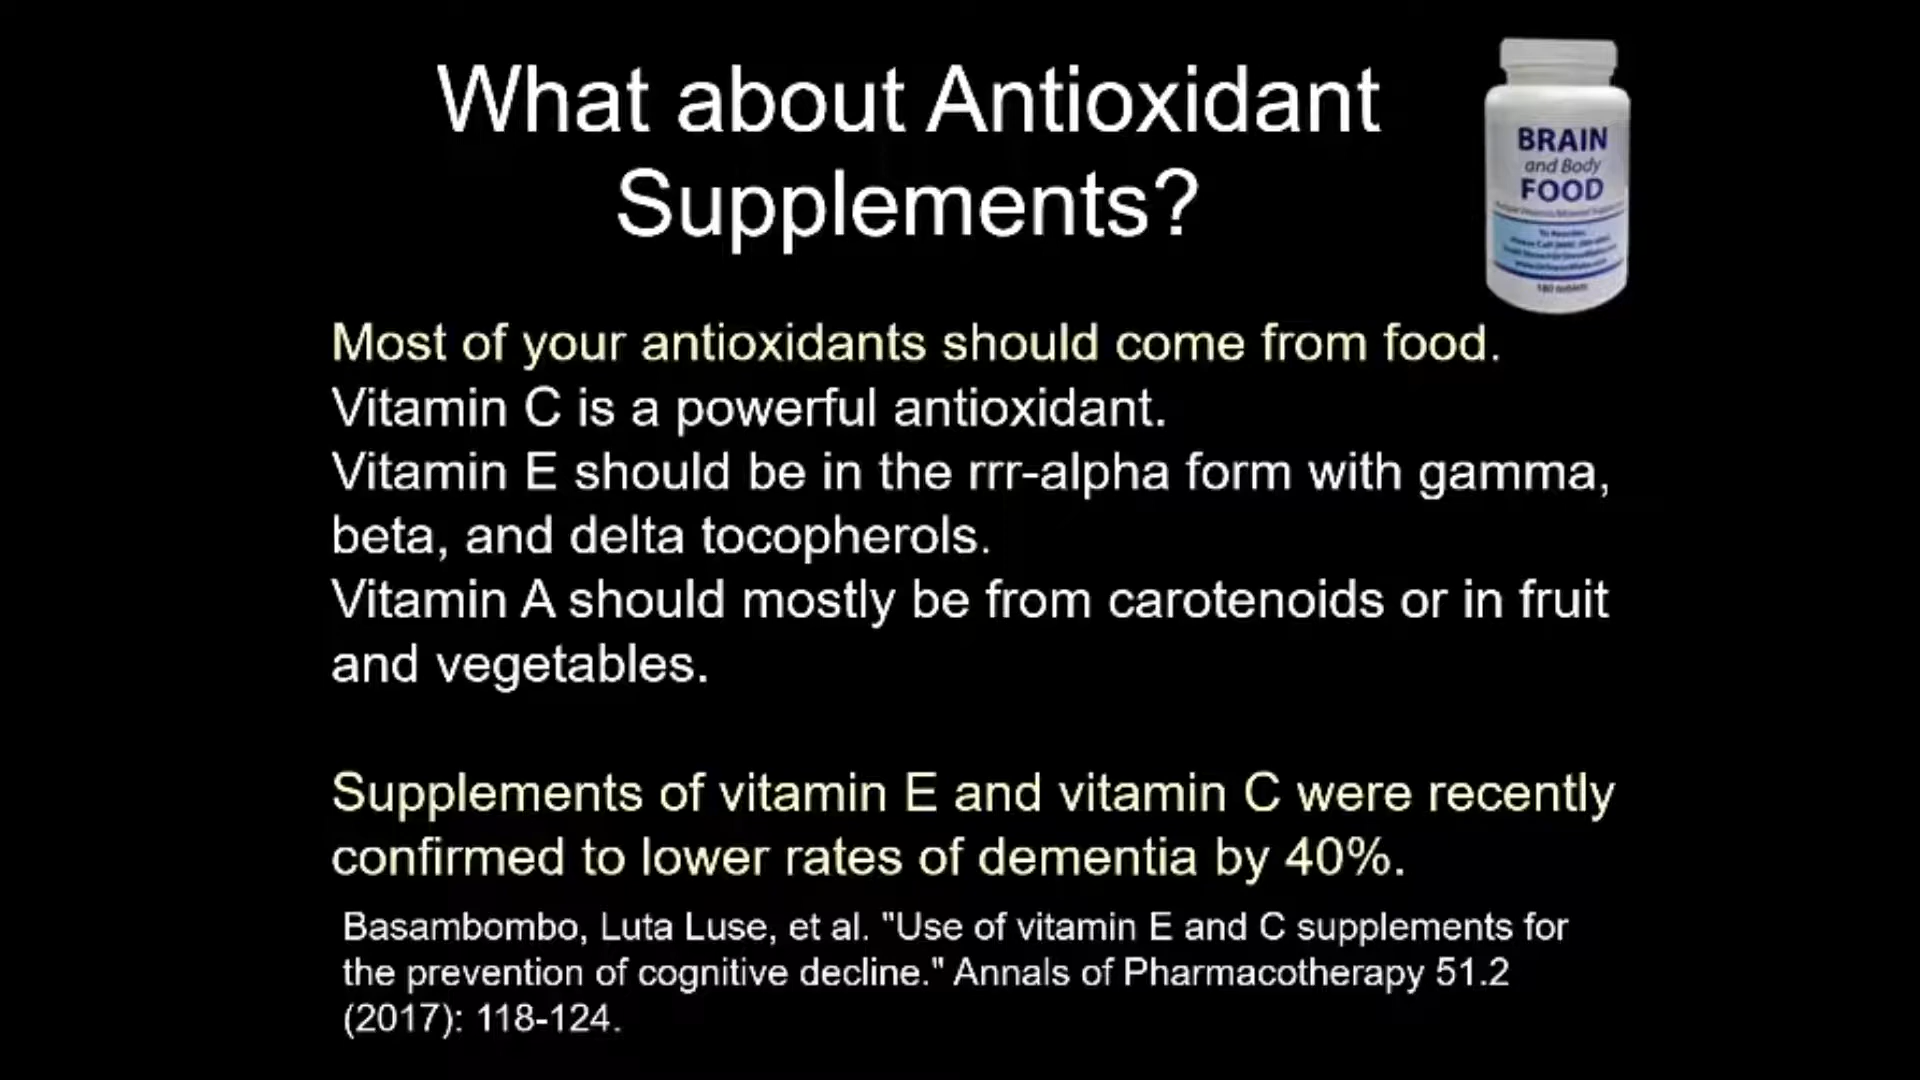 What about Antioxidant
Supplements?
BRAIN
and Body
FOOD
180 tablets
Most of your antioxidants should come from food.
Vitamin C is a powerful antioxidant.
Vitamin E should be in the rrr-alpha form with gamma,
beta, and delta tocopherols.
Vitamin A should mostly be from carotenoids or in fruit
and vegetables.
Supplements of vitamin E and vitamin C were recently
confirmed to lower rates of dementia by 40%.
Basambombo, Luta Luse, et al. "Use of vitamin E and C supplements for
the prevention of cognitive decline." Annals of Pharmacotherapy 51.2
(2017): 118-124.